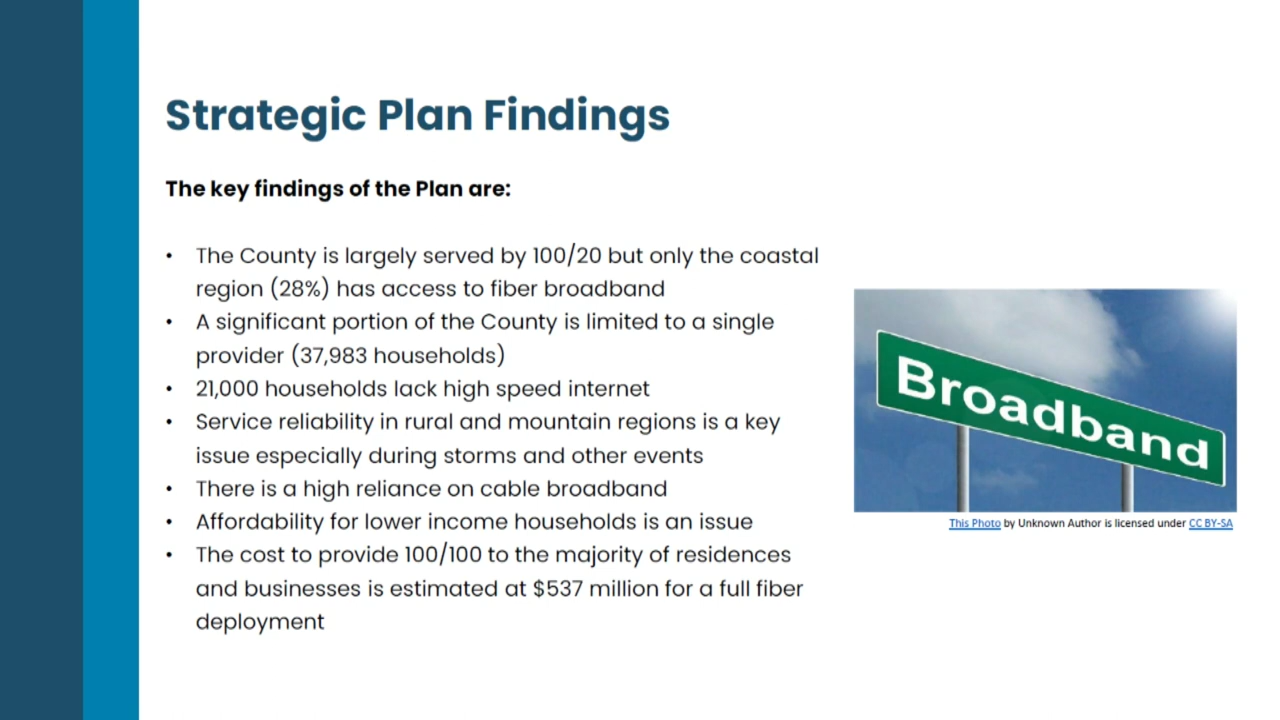 Strategic Plan Findings
The key findings of the Plan are:
• The County is largely served by 100/20 but only the coastal
region (28%) has access to fiber broadband
• A significant portion of the County is limited to a single
provider (37,983 households)
• 21,000 households lack high speed internet
• Service reliability in rural and mountain regions is a key
issue especially during storms and other events
• There is a high reliance on cable broadband
• Affordability for lower income households is an issue
• The cost to provide 100/100 to the majority of residences
and businesses is estimated at $537 million for a full fiber
deployment
Broadband
This Photo by Unknown Author is licensed under CC BY-SA